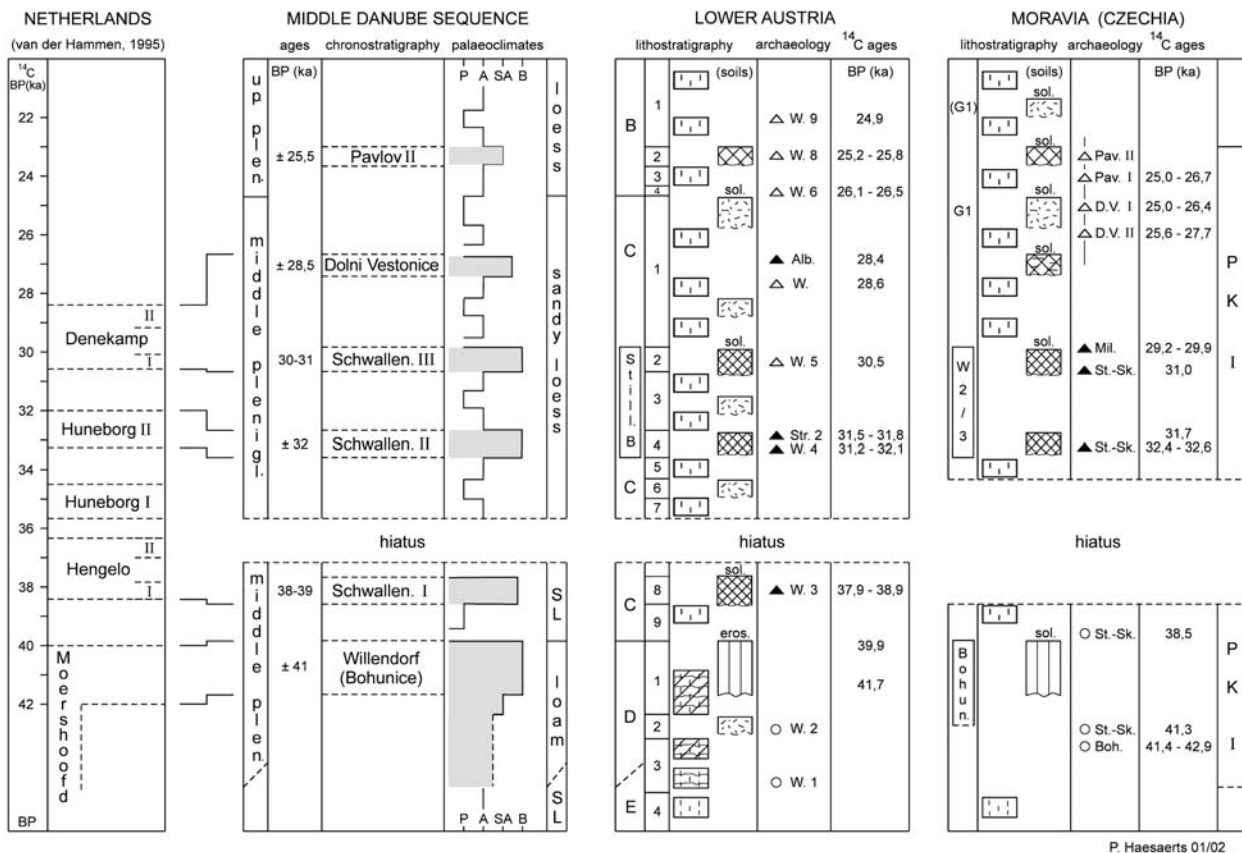 NETHERLANDS
(van der Hammen, 1995)
14C
BP(ka)
22
24
26
28
30
32
34
36
38
40
42
BP
II
Denekamp
I
Huneborg II
Huneborg I
II
Hengelo
I
Moershoofd
MIDDLE DANUBE SEQUENCE
ages chronostratigraphy palaeoclimates
BP (ka)
P A SA B
up. plen.
loess
± 25,5 Pavlov II
middle plenigl.
sandy loess
± 28,5 Dolni Vestonice
30-31 Schwallen. III
± 32 Schwallen. II
hiatus
middle plen.
SL
38-39 Schwallen. I
± 41 Willendorf
(Bohunice)
loam
SL
P A SA B
LOWER AUSTRIA
lithostratigraphy archaeology 14C ages
(soils) BP (ka)
B
1
W. 9 24,9
2 W. 8 25,2 - 25,8
3
4 W. 6 26,1 - 26,5
sol.
C
1
Alb. 28,4
W. 28,6
sol.
Still. B
2 W. 5 30,5
3
4 Str. 2 31,5 - 31,8
W. 4 31,2 - 32,1
5
C 6
7
hiatus
sol.
C 8 W. 3 37,9 - 38,9
9
eros.
39,9
D 1 41,7
2 W. 2
3
W. 1
E 4
MORAVIA (CZECHIA)
lithostratigraphy archaeology 14C ages
(soils) BP (ka)
sol.
(G1)
sol.
Pav. II
Pav. I 25,0 - 26,7
sol.
G1 D.V. I 25,0 - 26,4
D.V. II 25,6 - 27,7
sol.
PK I
sol.
W2/3
Mil. 29,2 - 29,9
St.-Sk. 31,0
31,7
St.-Sk. 32,4 - 32,6
hiatus
Bohun.
sol. St.-Sk. 38,5
PK I
St.-Sk. 41,3
Boh. 41,4 - 42,9
P. Haesaerts 01/02